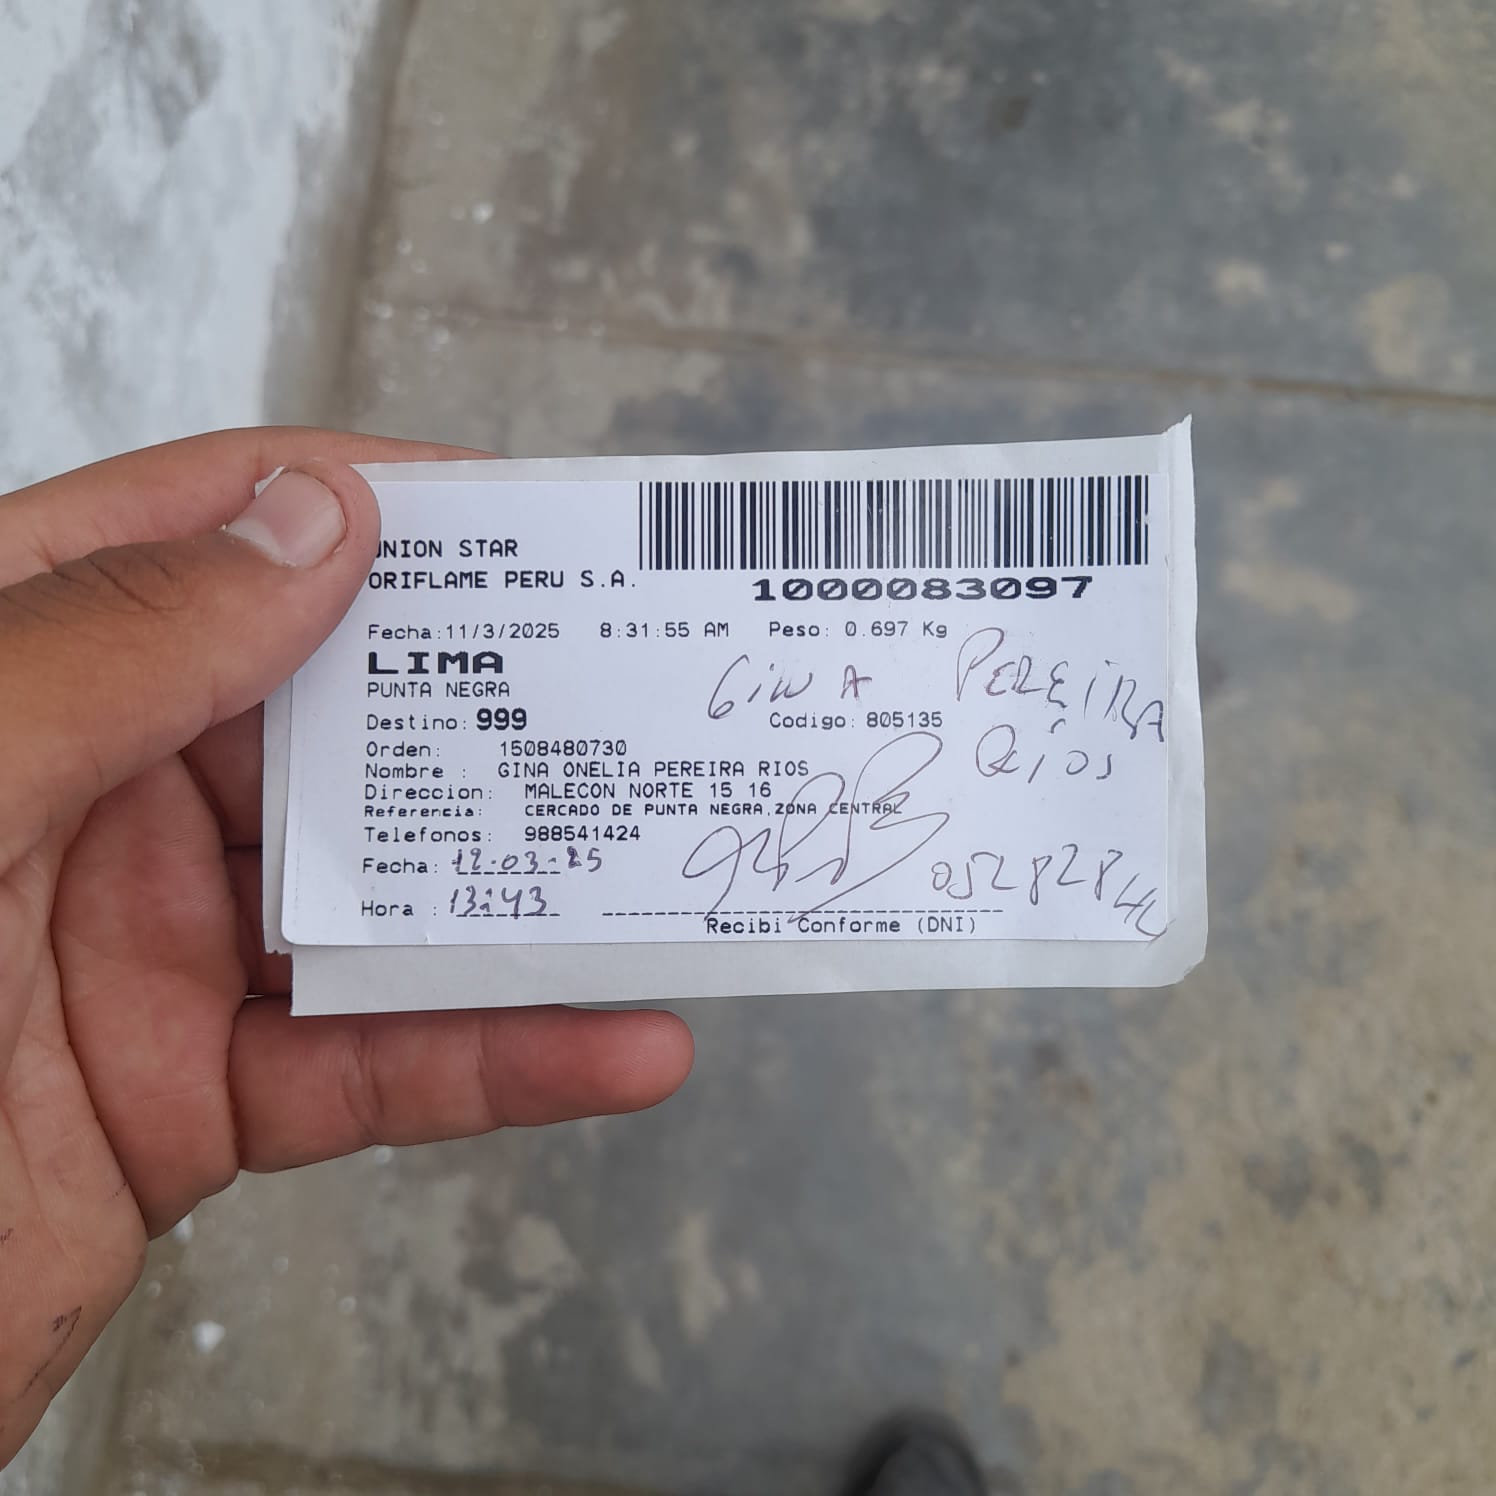 UNION STAR
ORIFLAME PERU S.A.
1000083097
Fecha:11/3/2025 8:31:55 AM Peso: 0.697 Kg
LIMA
PUNTA NEGRA
GINA PEREIRA
RÍOS
Destino: 999 Codigo: 805135
Orden: 1508480730
Nombre : GINA ONELIA PEREIRA RIOS
Direccion: MALECON NORTE 15 16
Referencia: CERCADO DE PUNTA NEGRA,ZONA CENTRAL
Telefonos: 988541424
Fecha: 12-03-25
Hora : 13:43
Recibi Conforme (DNI)